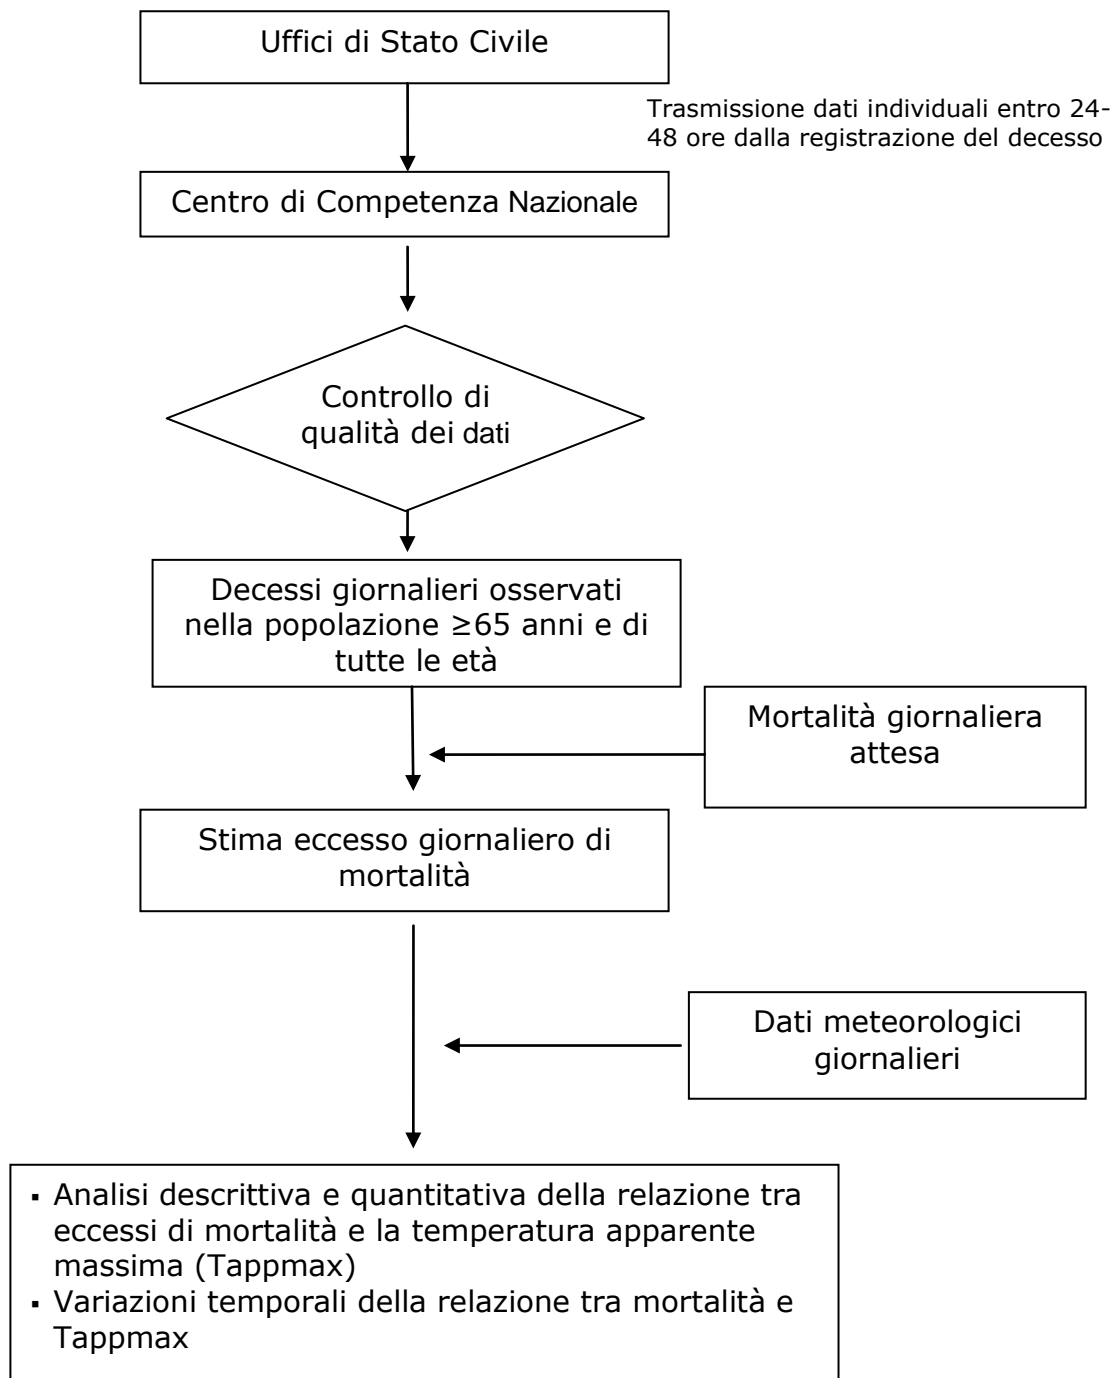 Uffici di Stato Civile
Trasmissione dati individuali entro 24-
48 ore dalla registrazione del decesso
Centro di Competenza Nazionale
Controllo di
qualità dei dati
Decessi giornalieri osservati
nella popolazione ≥65 anni e di
tutte le età
Mortalità giornaliera
attesa
Stima eccesso giornaliero di
mortalità
Dati meteorologici
giornalieri
▪ Analisi descrittiva e quantitativa della relazione tra
eccessi di mortalità e la temperatura apparente
massima (Tappmax)
▪ Variazioni temporali della relazione tra mortalità e
Tappmax